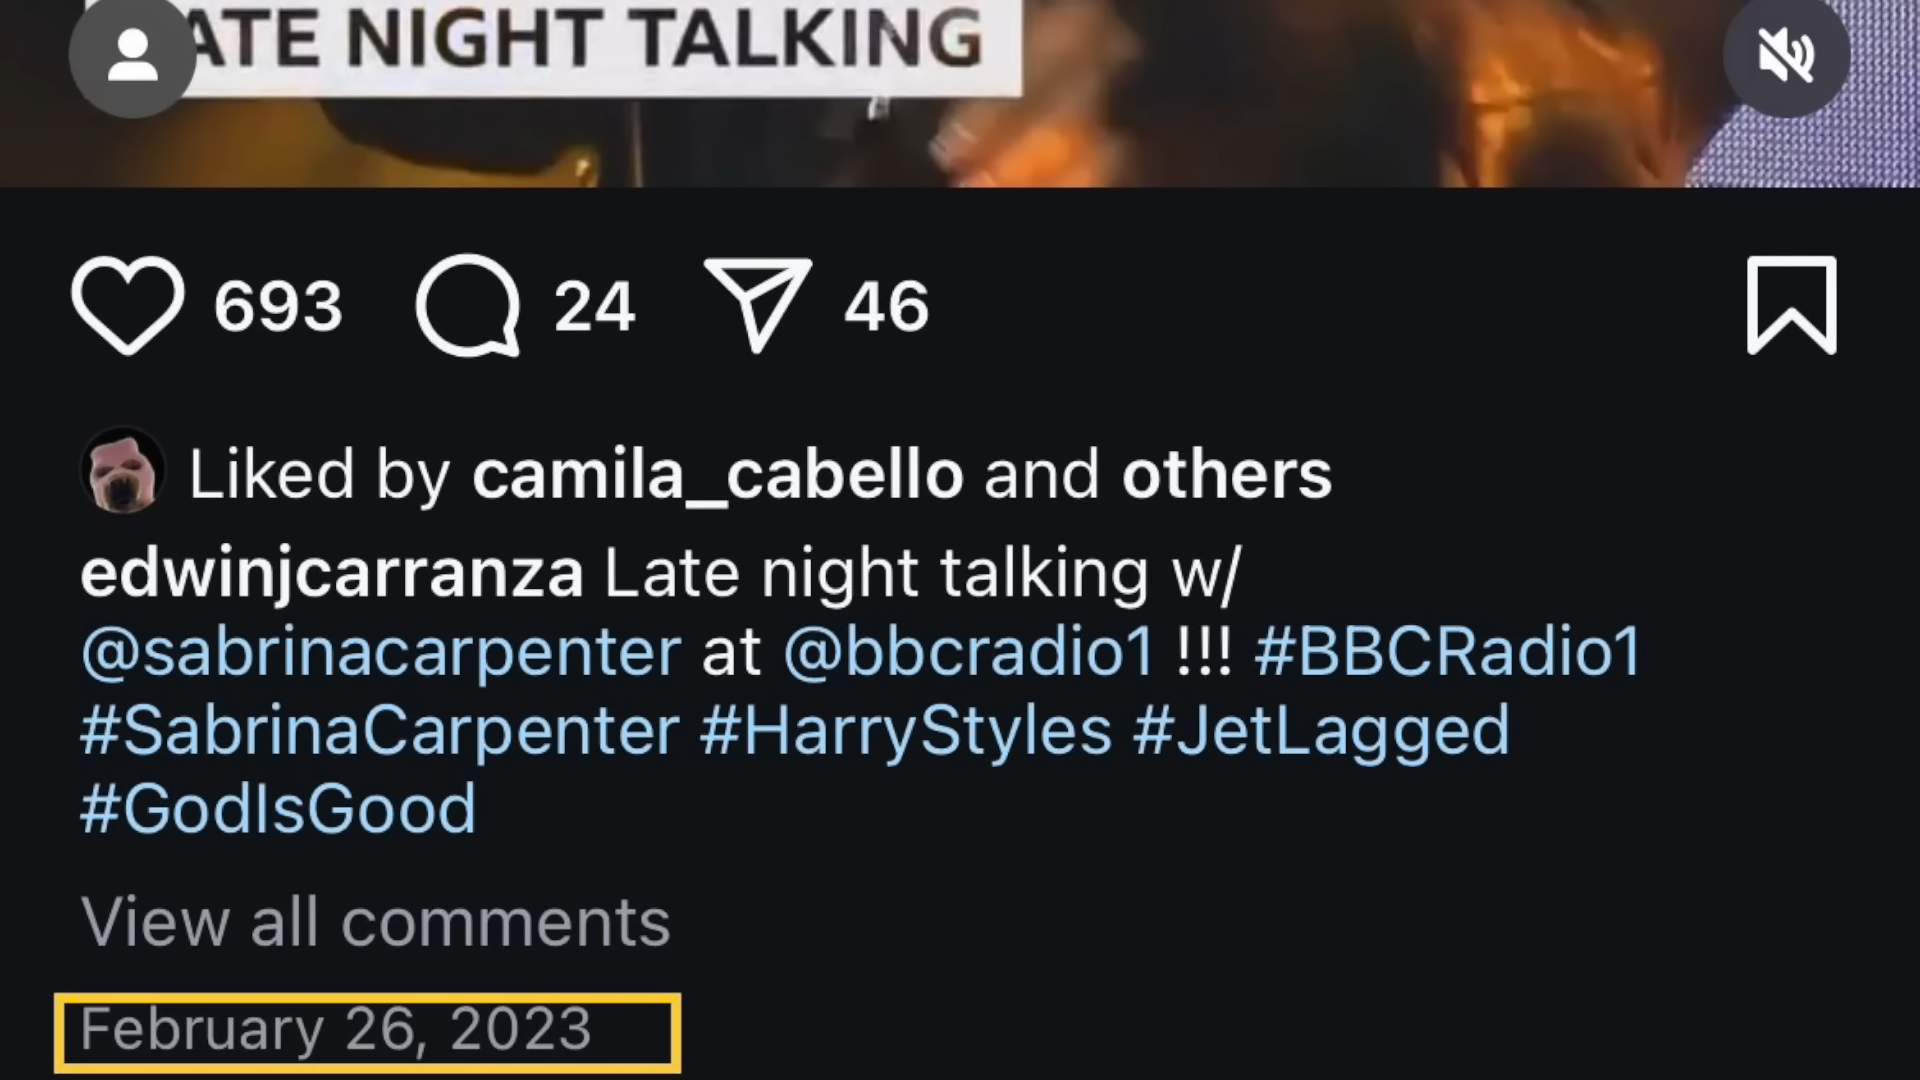 ATE NIGHT TALKING
693 24 46
Liked by camila_cabello and others
edwinjcarranza Late night talking w/
@sabrinacarpenter at @bbcradio1 !!! #BBCRadio1
#SabrinaCarpenter #HarryStyles #JetLagged
#GodIsGood
View all comments
February 26, 2023